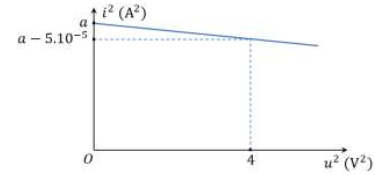 i² (A²)
a
a − 5.10⁻⁵
O
4
u² (V²)